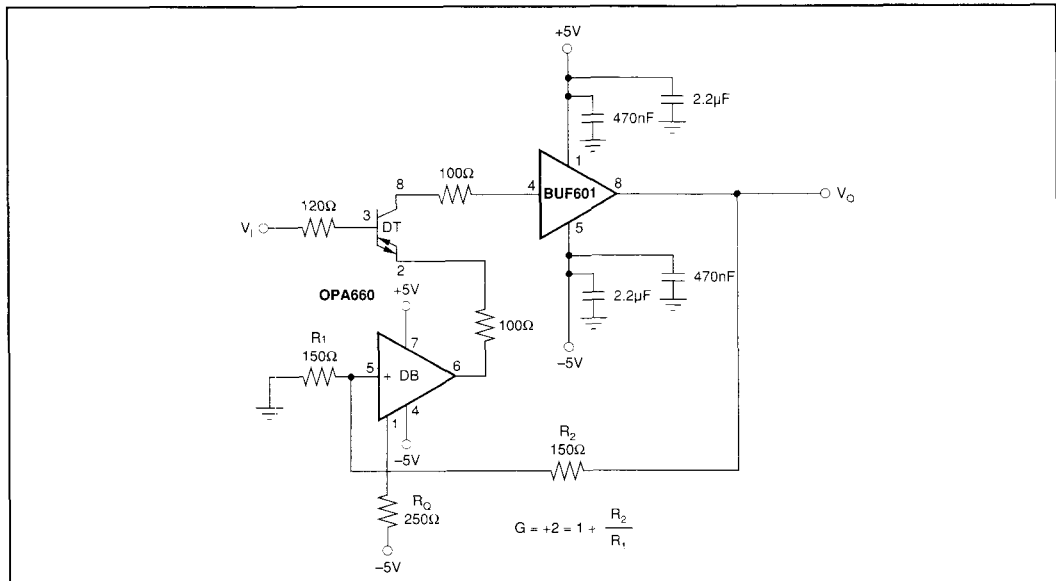 +5V
2.2µF
470nF
1
100Ω
8
4
BUF601
8
V_O
120Ω
3
DT
V_I
5
2
470nF
2.2µF
OPA660
+5V
–5V
100Ω
R₁
150Ω
7
5
+
DB
6
4
1
–5V
R₂
150Ω
R_Q
250Ω
–5V
G = +2 = 1 + R₂/R₁